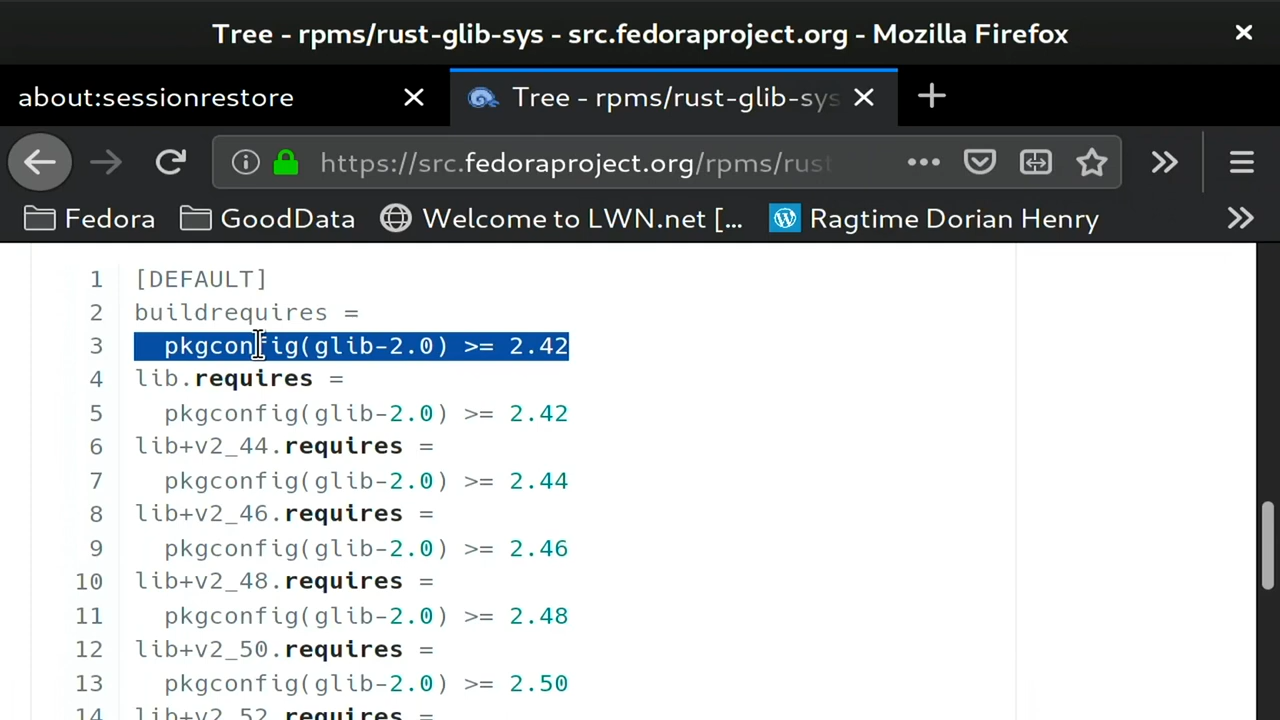 Tree - rpms/rust-glib-sys - src.fedoraproject.org - Mozilla Firefox
about:sessionrestore
Tree - rpms/rust-glib-sys
https://src.fedoraproject.org/rpms/rust
Fedora
GoodData
Welcome to LWN.net [...
Ragtime Dorian Henry
1 [DEFAULT]
2 buildrequires =
3 pkgconfig(glib-2.0) >= 2.42
4 lib.requires =
5 pkgconfig(glib-2.0) >= 2.42
6 lib+v2_44.requires =
7 pkgconfig(glib-2.0) >= 2.44
8 lib+v2_46.requires =
9 pkgconfig(glib-2.0) >= 2.46
10 lib+v2_48.requires =
11 pkgconfig(glib-2.0) >= 2.48
12 lib+v2_50.requires =
13 pkgconfig(glib-2.0) >= 2.50
14 lib+v2_52.requires =